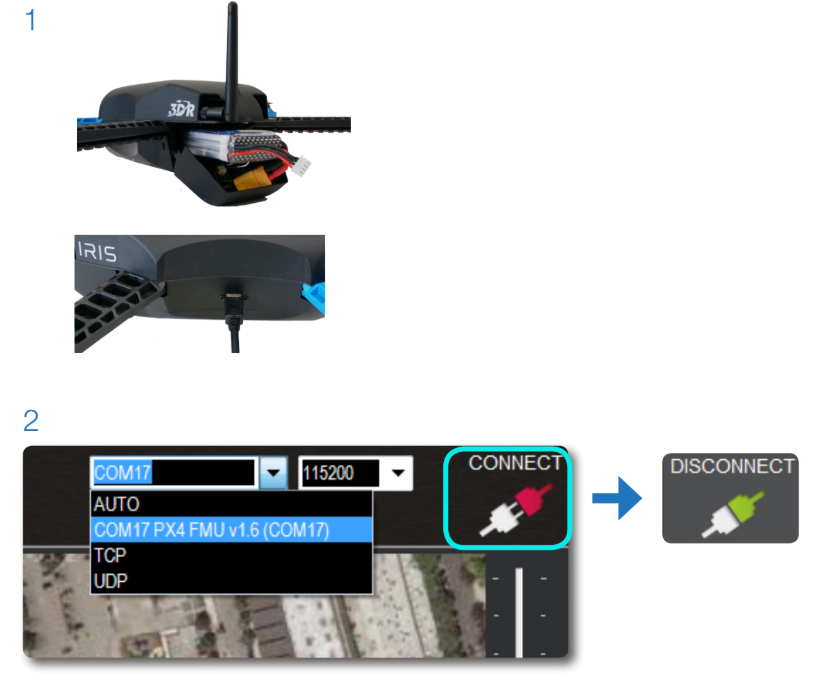 1
3DR
IRIS
2
COM17
115200
CONNECT
DISCONNECT
AUTO
COM17 PX4 FMU v1.6 (COM17)
TCP
UDP